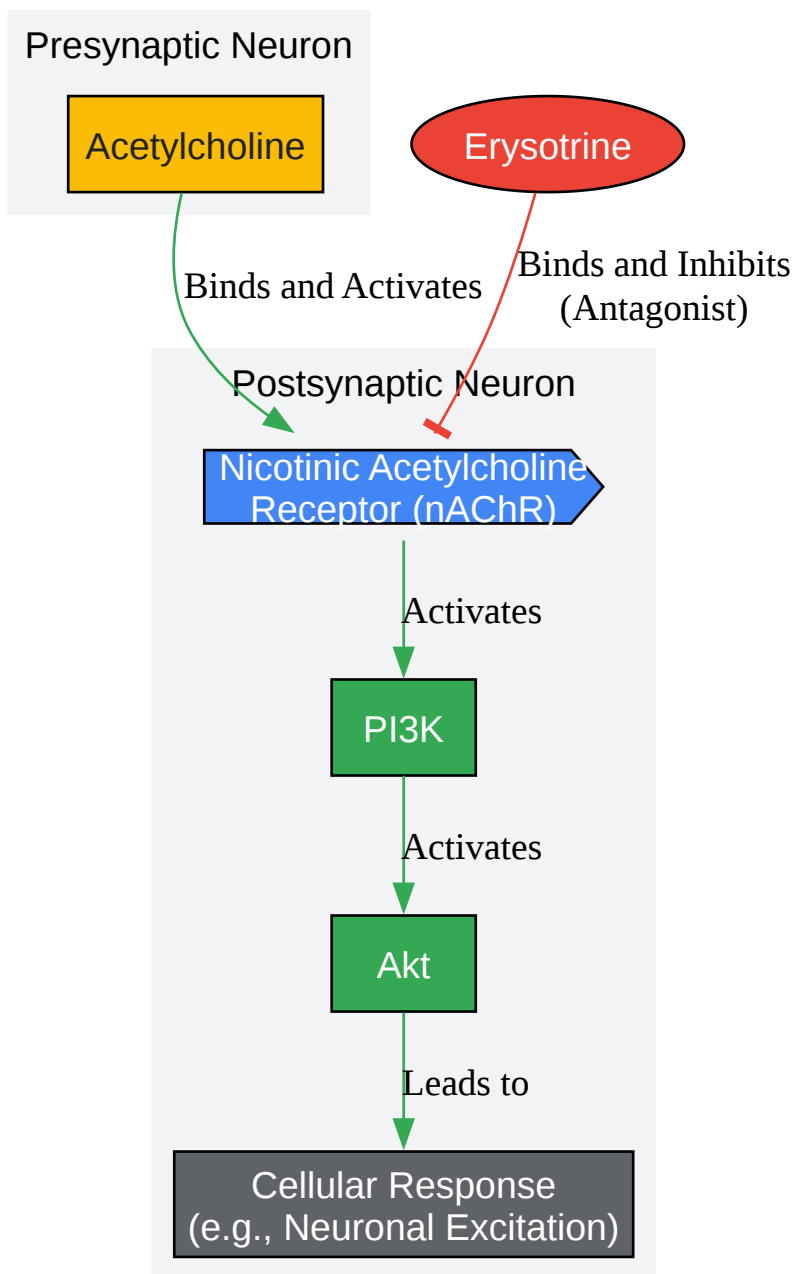 Presynaptic Neuron
Acetylcholine
Erysotrine
Binds and Activates
Binds and Inhibits
(Antagonist)
Postsynaptic Neuron
Nicotinic Acetylcholine
Receptor (nAChR)
Activates
PI3K
Activates
Akt
Leads to
Cellular Response
(e.g., Neuronal Excitation)